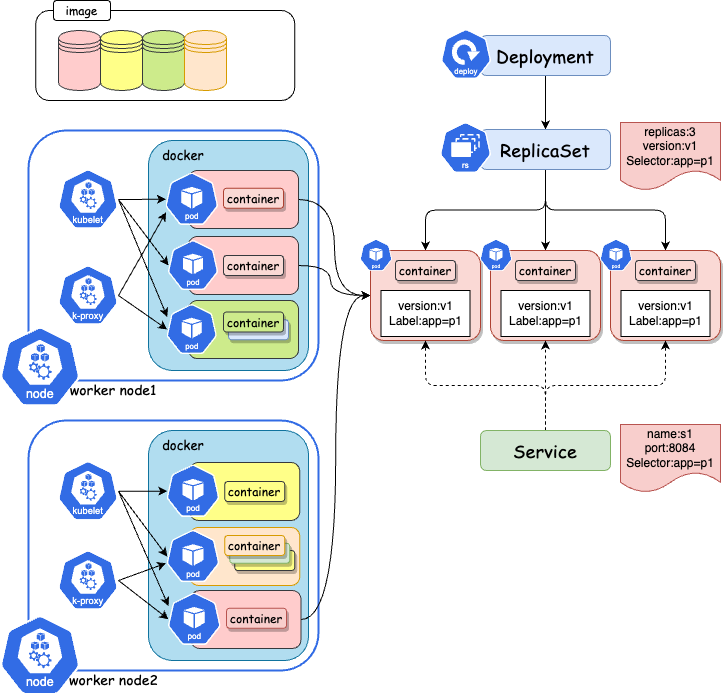 image
docker
kubelet
pod
container
pod
container
k-proxy
pod
container
node
worker node1
docker
kubelet
pod
container
k-proxy
pod
container
pod
container
node
worker node2
deploy
Deployment
rs
ReplicaSet
replicas:3
version:v1
Selector:app=p1
pod
container
version:v1
Label:app=p1
pod
container
version:v1
Label:app=p1
pod
container
version:v1
Label:app=p1
Service
name:s1
port:8084
Selector:app=p1